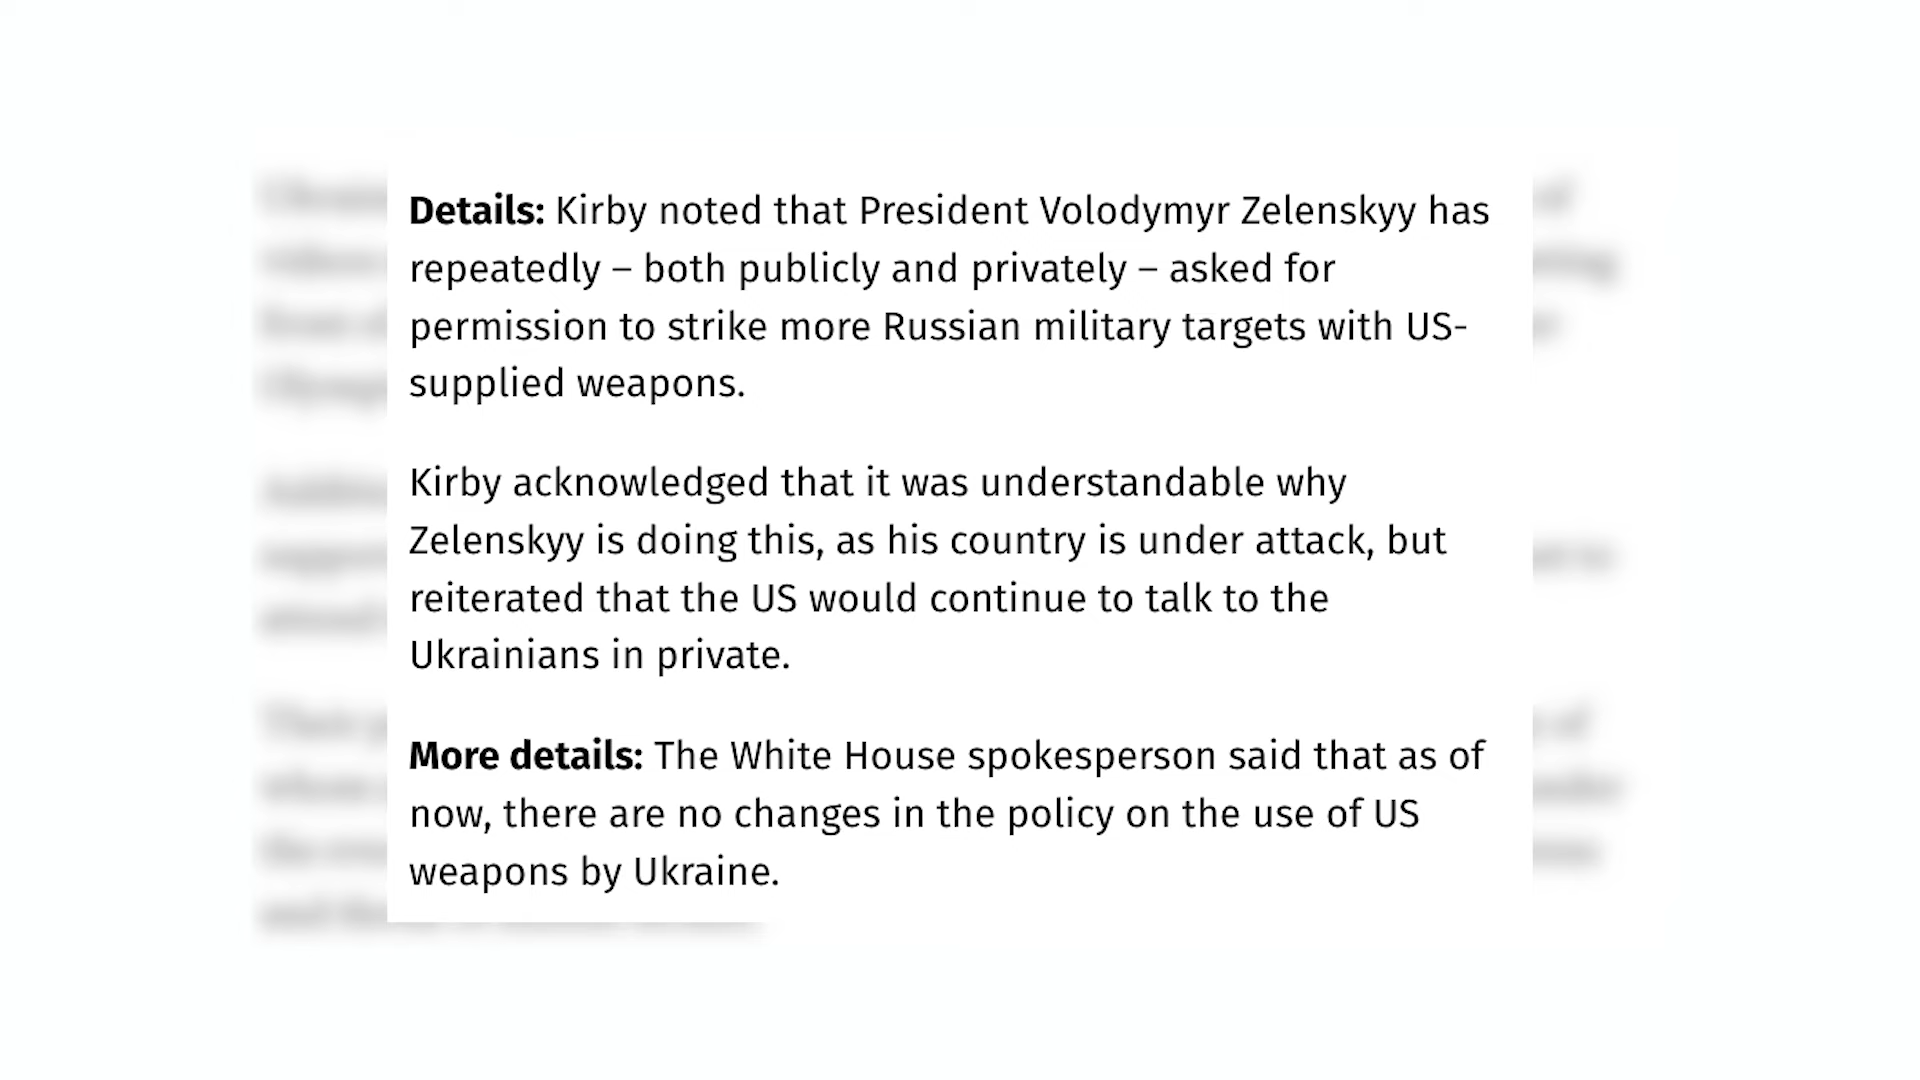 Details: Kirby noted that President Volodymyr Zelenskyy has
repeatedly – both publicly and privately – asked for
permission to strike more Russian military targets with US-
supplied weapons.
Kirby acknowledged that it was understandable why
Zelenskyy is doing this, as his country is under attack, but
reiterated that the US would continue to talk to the
Ukrainians in private.
More details: The White House spokesperson said that as of
now, there are no changes in the policy on the use of US
weapons by Ukraine.